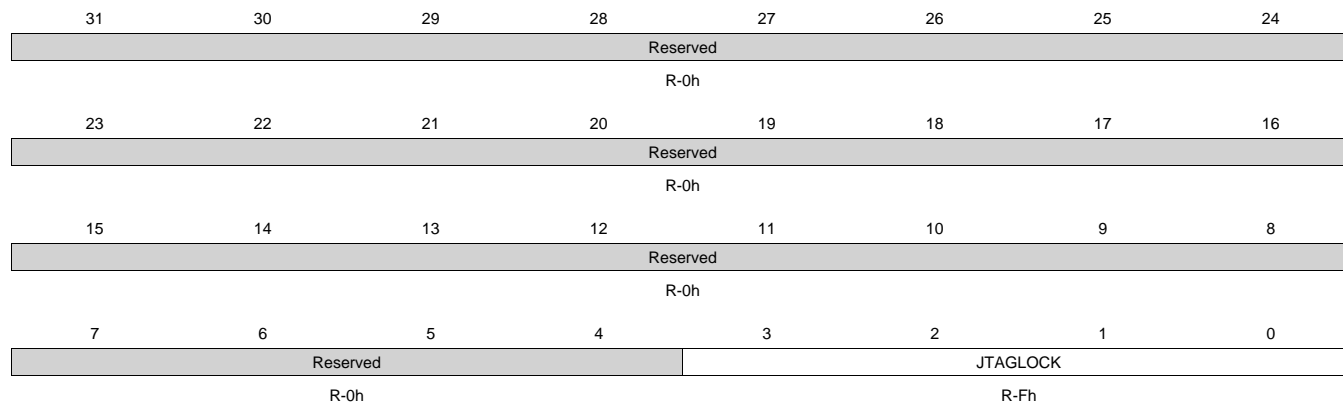 31 30 29 28 27 26 25 24
Reserved
R-0h
23 22 21 20 19 18 17 16
Reserved
R-0h
15 14 13 12 11 10 9 8
Reserved
R-0h
7 6 5 4 3 2 1 0
Reserved JTAGLOCK
R-0h R-Fh